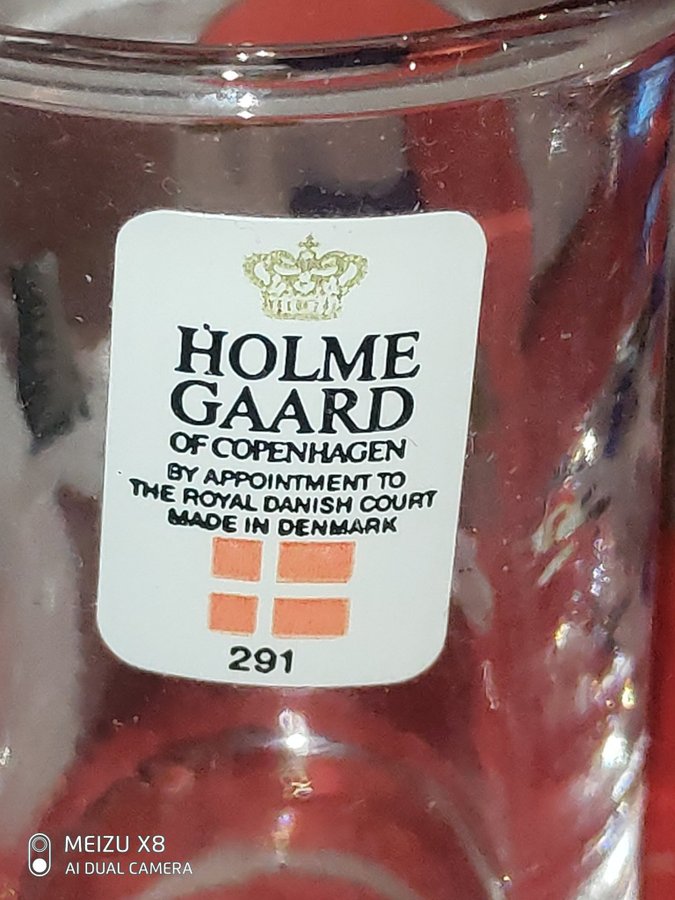 HOLME
GAARD
OF COPENHAGEN
BY APPOINTMENT TO
THE ROYAL DANISH COURT
MADE IN DENMARK
291
MEIZU X8
AI DUAL CAMERA